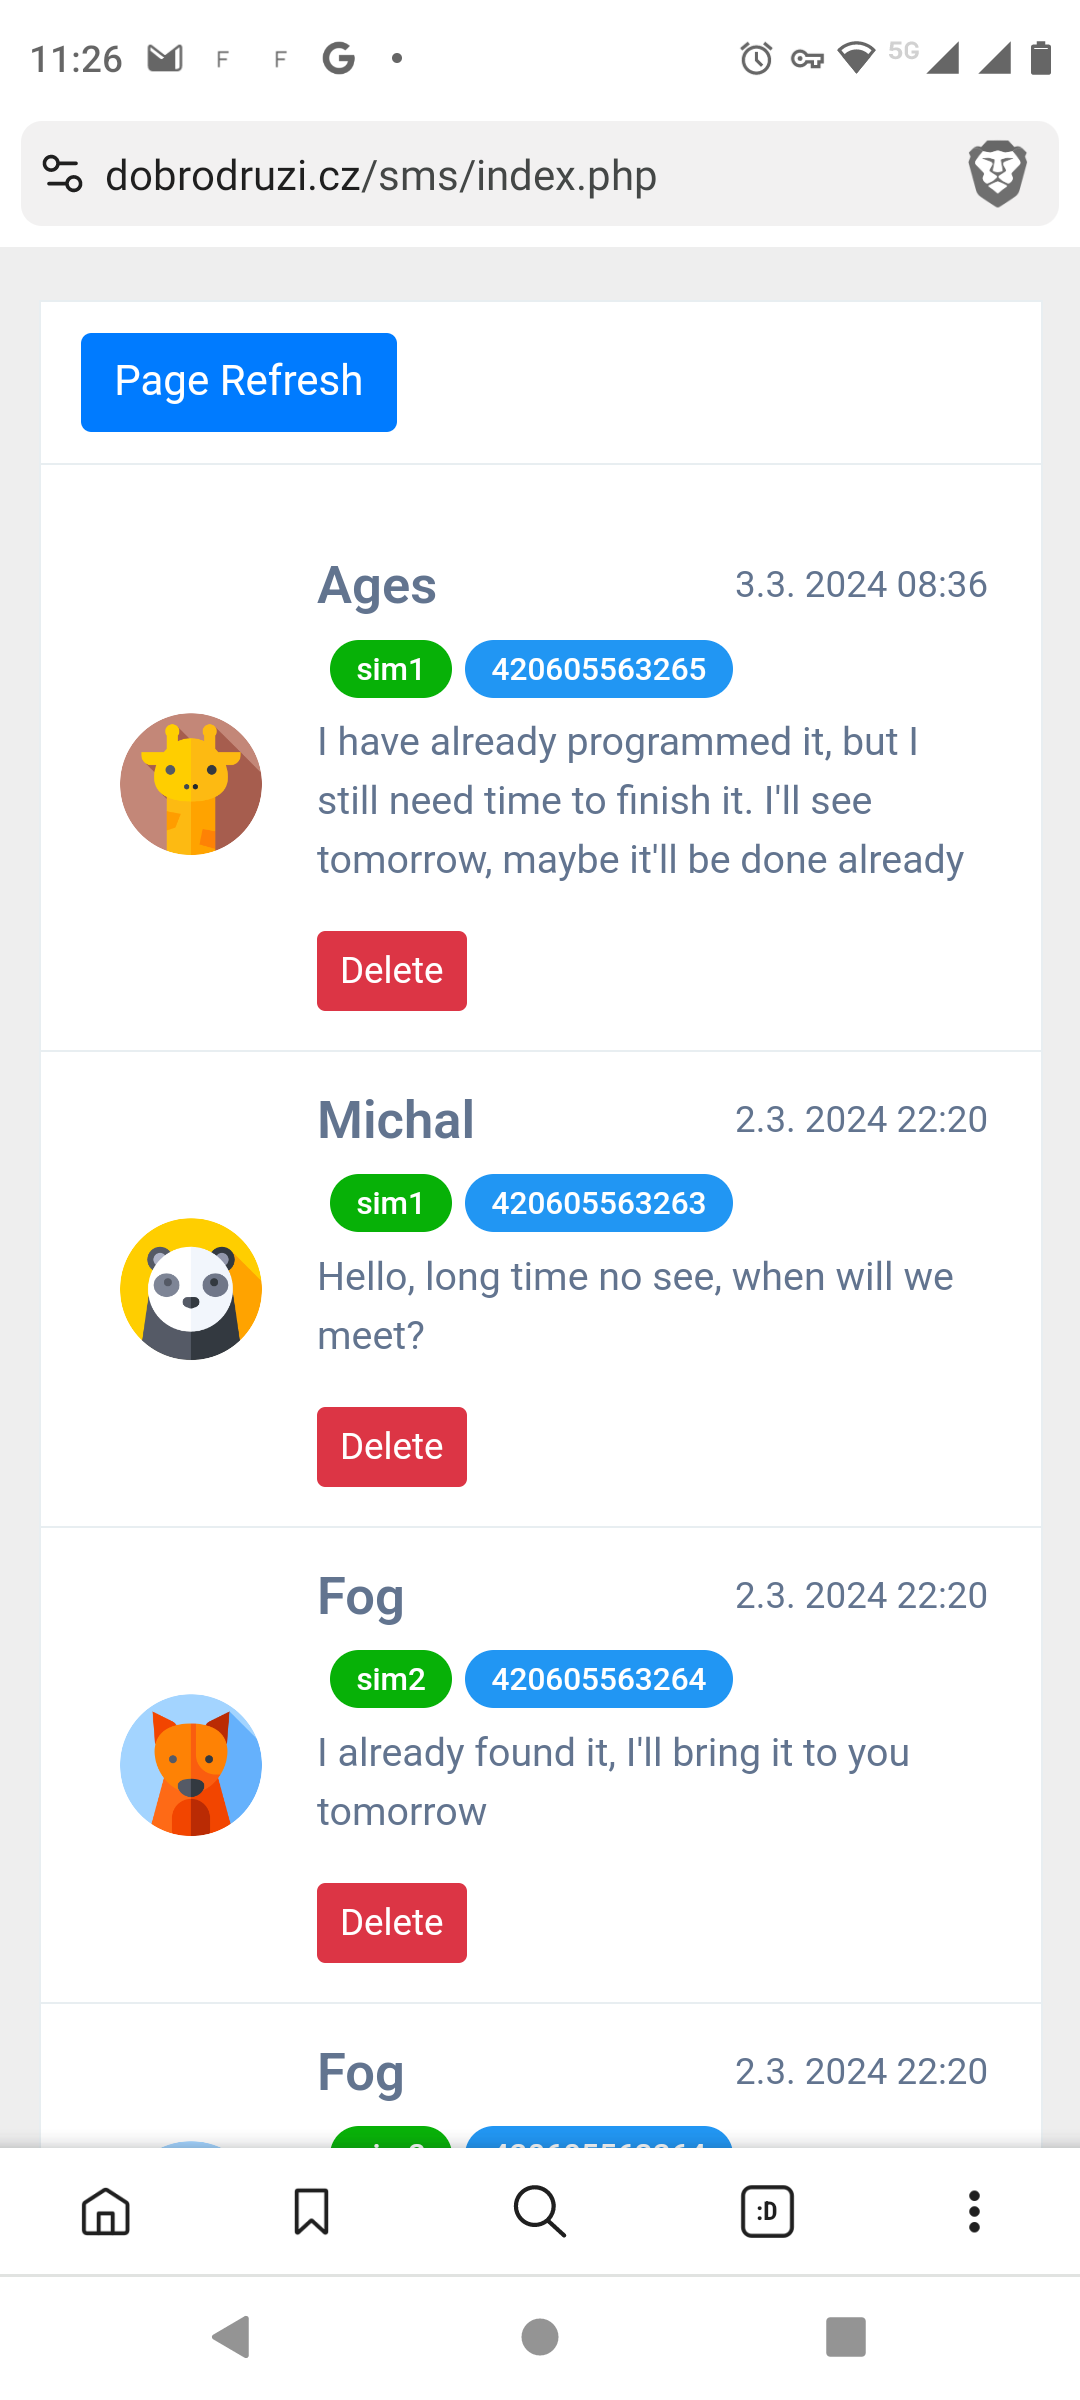 11:26 F F G 5G
dobrodruzi.cz/sms/index.php
Page Refresh
Ages 3.3. 2024 08:36
sim1 420605563265
I have already programmed it, but I
still need time to finish it. I'll see
tomorrow, maybe it'll be done already
Delete
Michal 2.3. 2024 22:20
sim1 420605563263
Hello, long time no see, when will we
meet?
Delete
Fog 2.3. 2024 22:20
sim2 420605563264
I already found it, I'll bring it to you
tomorrow
Delete
Fog 2.3. 2024 22:20
:D